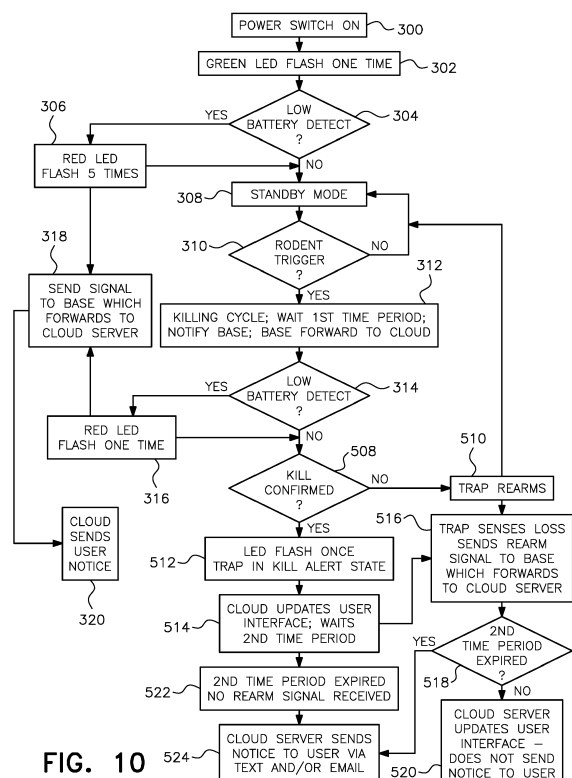 POWER SWITCH ON
300
GREEN LED FLASH ONE TIME
302
LOW
BATTERY DETECT
?
304
YES
NO
306
RED LED
FLASH 5 TIMES
308
STANDBY MODE
310
RODENT
TRIGGER
?
NO
YES
312
KILLING CYCLE; WAIT 1ST TIME PERIOD;
NOTIFY BASE; BASE FORWARD TO CLOUD
318
SEND SIGNAL
TO BASE WHICH
FORWARDS TO
CLOUD SERVER
LOW
BATTERY DETECT
?
314
YES
NO
RED LED
FLASH ONE TIME
316
KILL
CONFIRMED
?
508
NO
YES
510
TRAP REARMS
CLOUD
SENDS
USER
NOTICE
320
512
LED FLASH ONCE
TRAP IN KILL ALERT STATE
516
TRAP SENSES LOSS
SENDS REARM
SIGNAL TO BASE
WHICH FORWARDS
TO CLOUD SERVER
514
CLOUD UPDATES USER
INTERFACE; WAITS
2ND TIME PERIOD
2ND
TIME PERIOD
EXPIRED
?
518
YES
NO
522
2ND TIME PERIOD EXPIRED
NO REARM SIGNAL RECEIVED
524
CLOUD SERVER SENDS
NOTICE TO USER VIA
TEXT AND/OR EMAIL
520
CLOUD SERVER
UPDATES USER
INTERFACE –
DOES NOT SEND
NOTICE TO USER
FIG. 10